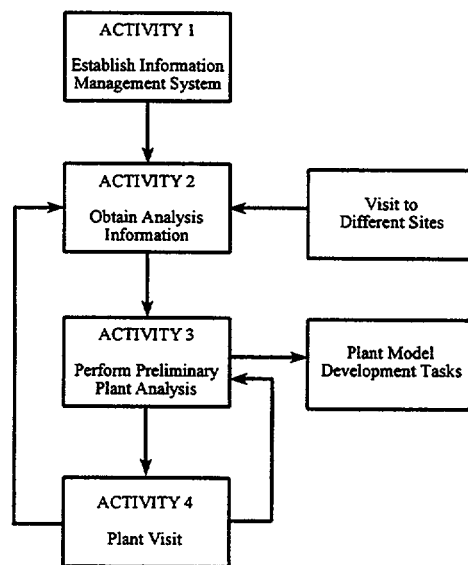 ACTIVITY 1
Establish Information
Management System
ACTIVITY 2
Obtain Analysis
Information
Visit to
Different Sites
ACTIVITY 3
Perform Preliminary
Plant Analysis
Plant Model
Development Tasks
ACTIVITY 4
Plant Visit